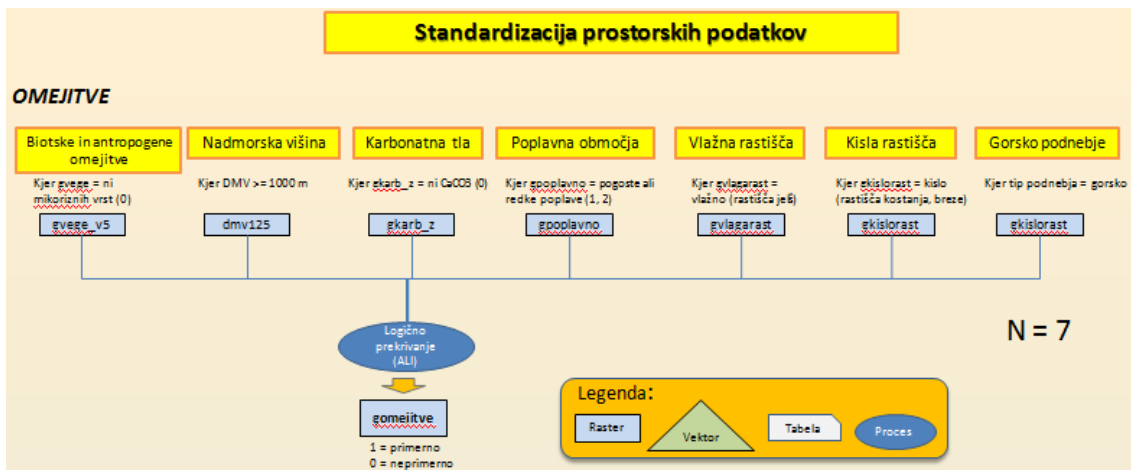 Standardizacija prostorskih podatkov
OMEJITVE
Biotske in antropogene
omejitve
Nadmorska višina
Karbonatna tla
Poplavna območja
Vlažna rastišča
Kisla rastišča
Gorsko podnebje
Kjer gvege = ni
mikoriznih vrst (0)
Kjer DMV >= 1000 m
Kjer gkarb_z = ni CaCO3 (0)
Kjer gpoplavno = pogoste ali
redke poplave (1, 2)
Kjer gvlagarast =
vlažno (rastišča jelš)
Kjer gkislorast = kislo
(rastišča kostanja, breze)
Kjer tip podnebja = gorsko
gvege_v5
dmv125
gkarb_z
gpoplavno
gvlagarast
gkislorast
gkislorast
Logično
prekrivanje
(ALI)
N = 7
gomejitve
1 = primerno
0 = neprimerno
Legenda:
Raster
Vektor
Tabela
Proces